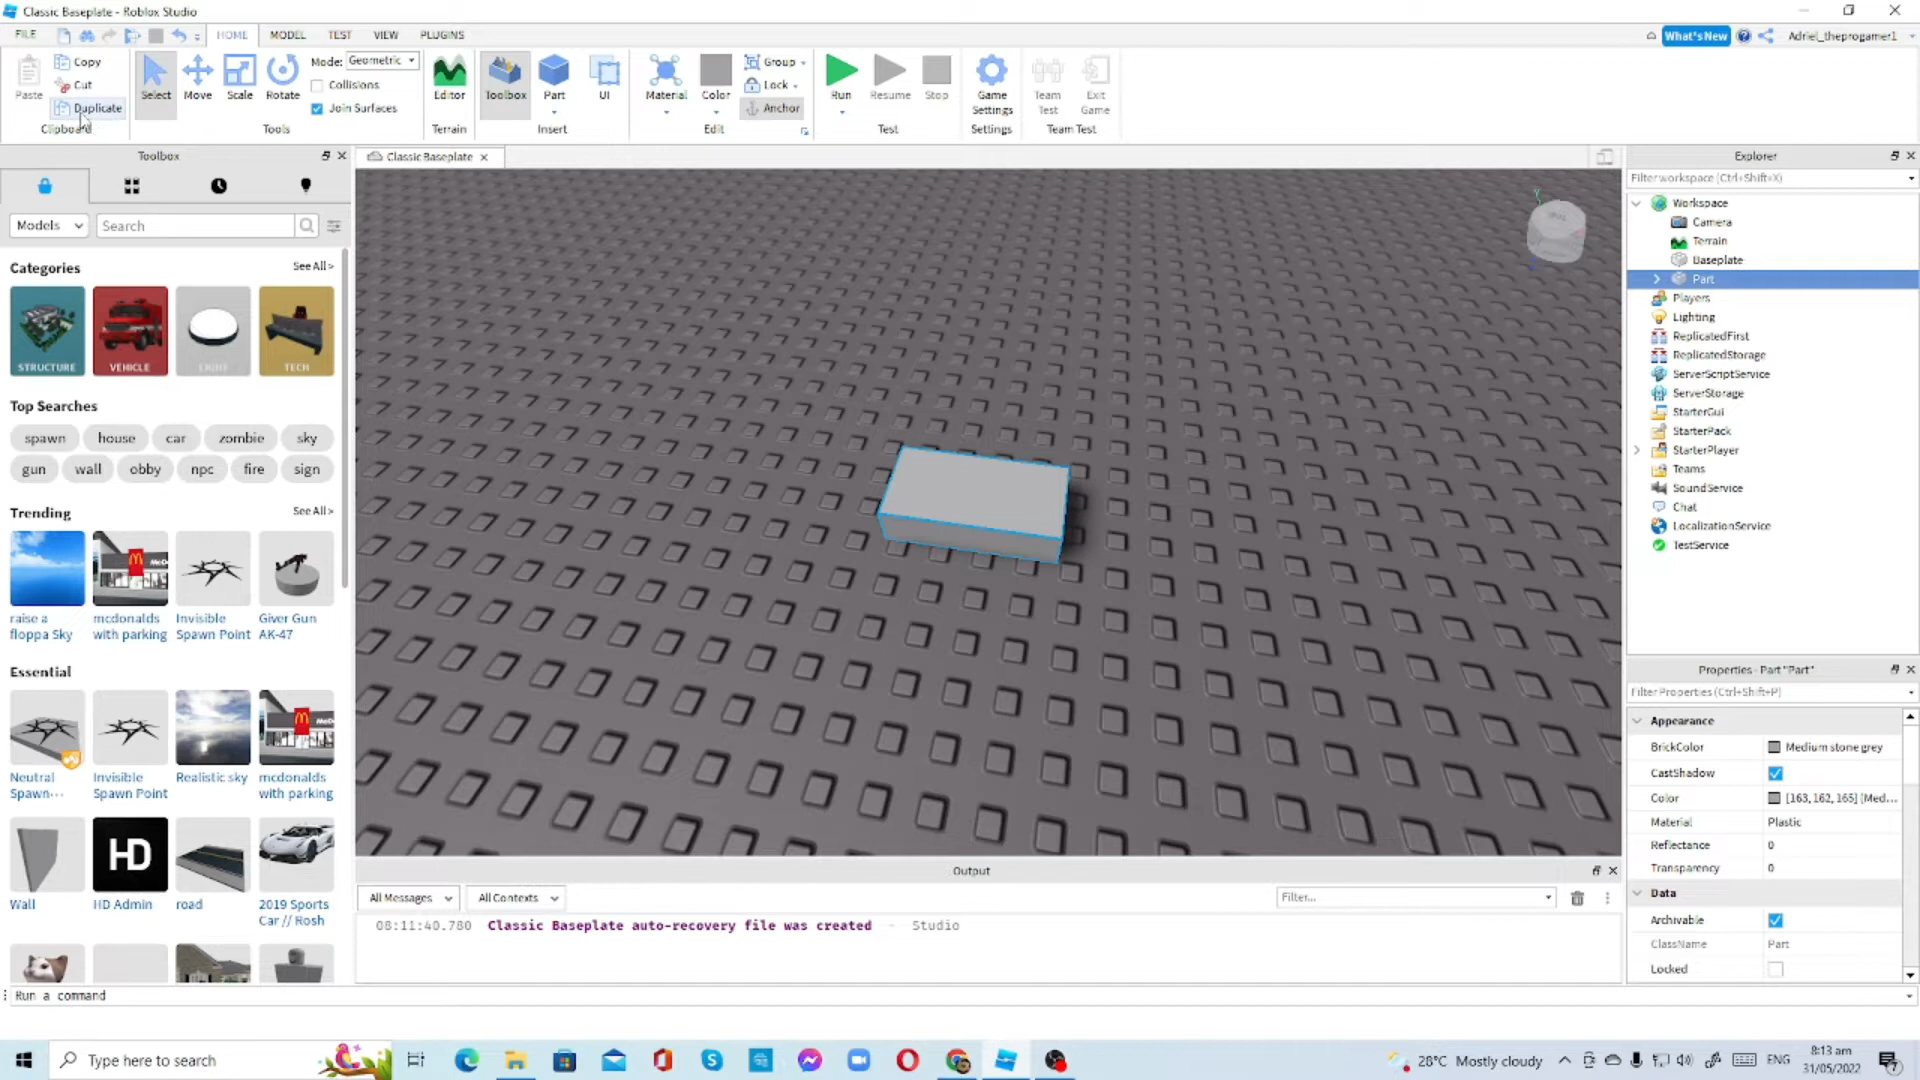 Classic Baseplate - Roblox Studio
FILE HOME MODEL TEST VIEW PLUGINS What's New Adriel_theprogamer1
Paste Copy Cut Duplicate Clipboard
Select Move Scale Rotate Mode: Geometric Collisions Join Surfaces Tools
Editor Terrain
Toolbox Part UI Insert
Material Color Group Lock Anchor Edit
Run Resume Stop Test
Game Settings Settings
Team Test Exit Game Team Test
Toolbox
Models Search
Categories See All >
STRUCTURE VEHICLE LIGHT TECH
Top Searches
spawn house car zombie sky
gun wall obby npc fire sign
Trending See All >
raise a floppa Sky
mcdonalds with parking
Invisible Spawn Point
Giver Gun AK-47
Essential
Neutral Spawn...
Invisible Spawn Point
Realistic sky
mcdonalds with parking
HD
Wall
HD Admin
road
2019 Sports Car // Rosh
Classic Baseplate
Output
All Messages All Contexts Filter...
08:11:40.780 Classic Baseplate auto-recovery file was created - Studio
Run a command
Explorer
Filter workspace (Ctrl+Shift+X)
Workspace
Camera
Terrain
Baseplate
Part
Players
Lighting
ReplicatedFirst
ReplicatedStorage
ServerScriptService
ServerStorage
StarterGui
StarterPack
StarterPlayer
Teams
SoundService
Chat
LocalizationService
TestService
Properties - Part "Part"
Filter Properties (Ctrl+Shift+P)
Appearance
BrickColor Medium stone grey
CastShadow
Color [163, 162, 165] (Med...
Material Plastic
Reflectance 0
Transparency 0
Data
Archivable
ClassName Part
Locked
Type here to search
28°C Mostly cloudy ENG 8:13 am
31/05/2022